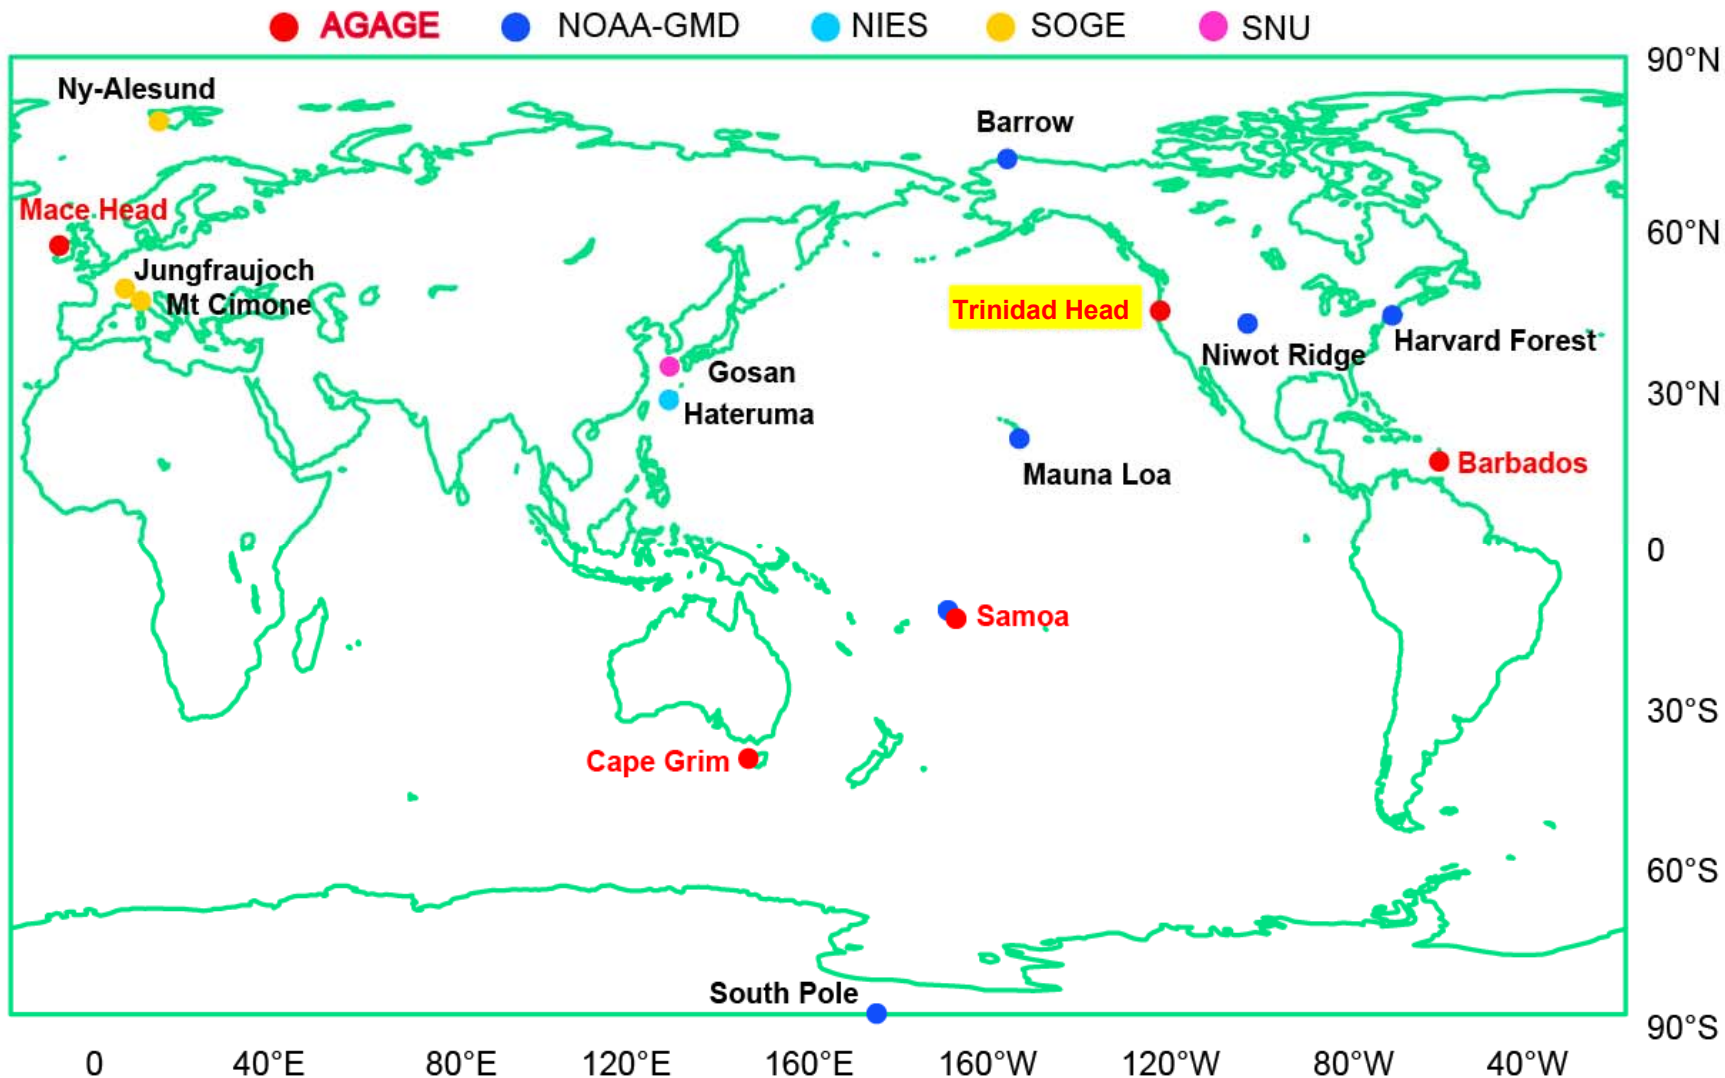 AGAGE NOAA-GMD NIES SOGE SNU
90°N
Ny-Alesund
Barrow
Mace Head
60°N
Jungfraujoch
Mt Cimone
Trinidad Head
Harvard Forest
Niwot Ridge
Gosan
30°N
Hateruma
Barbados
Mauna Loa
0
Samoa
30°S
Cape Grim
60°S
South Pole
90°S
0 40°E 80°E 120°E 160°E 160°W 120°W 80°W 40°W